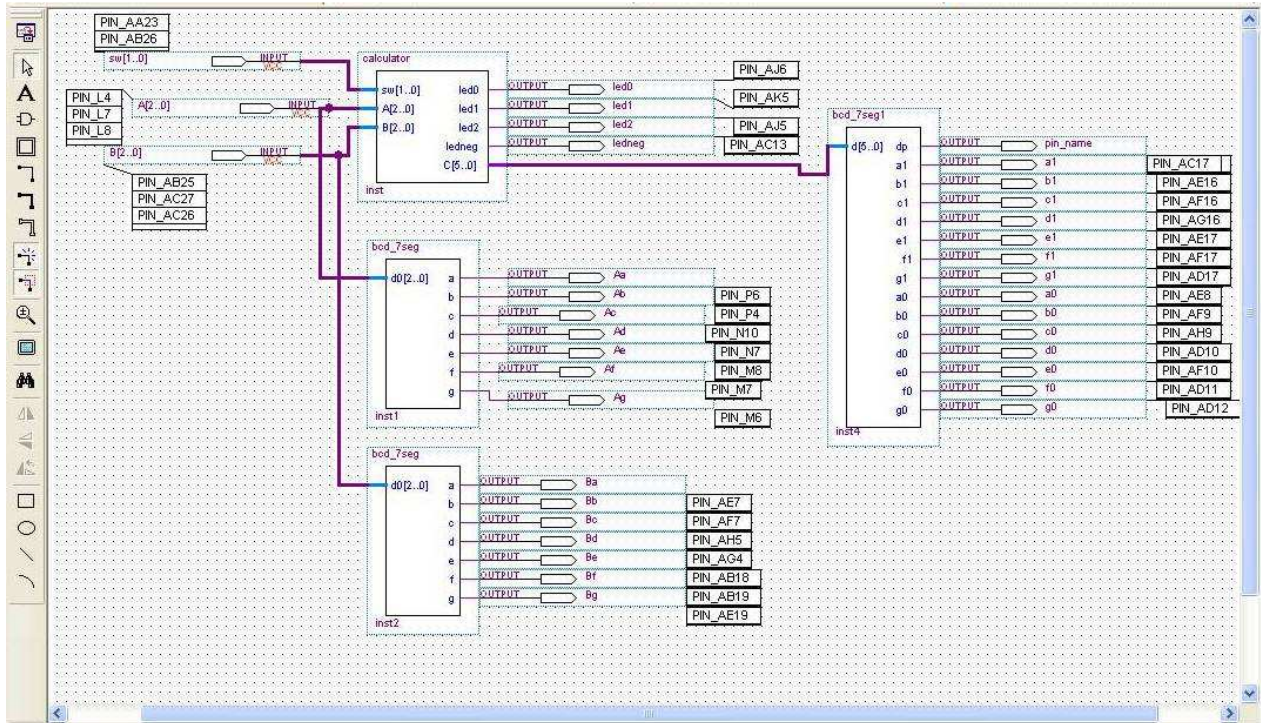 PIN_AA23
PIN_AB26
sw[1..0]
INPUT
VCC
PIN_L4
PIN_L7
PIN_L8
A[2..0]
INPUT
VCC
B[2..0]
INPUT
VCC
PIN_AB25
PIN_AC27
PIN_AC26
calculator
sw[1..0] led0
A[2..0] led1
B[2..0] led2
ledneg
C[5..0]
inst
OUTPUT led0
OUTPUT led1
OUTPUT led2
OUTPUT ledneg
PIN_AJ6
PIN_AK5
PIN_AJ5
PIN_AC13
bcd_7seg
d0[2..0] a
b
c
d
e
f
g
inst1
OUTPUT Aa
OUTPUT Ab
OUTPUT Ac
OUTPUT Ad
OUTPUT Ae
OUTPUT Af
OUTPUT Ag
PIN_P6
PIN_P4
PIN_N10
PIN_N7
PIN_M8
PIN_M7
PIN_M6
bcd_7seg
d0[2..0] a
b
c
d
e
f
g
inst2
OUTPUT Ba
OUTPUT Bb
OUTPUT Bc
OUTPUT Bd
OUTPUT Be
OUTPUT Bf
OUTPUT Bg
PIN_AE7
PIN_AF7
PIN_AH5
PIN_AG4
PIN_AB18
PIN_AB19
PIN_AE19
bcd_7seg1
d[5..0] dp
a1
b1
c1
d1
e1
f1
g1
a0
b0
c0
d0
e0
f0
g0
inst4
OUTPUT pin_name
OUTPUT a1
OUTPUT b1
OUTPUT c1
OUTPUT d1
OUTPUT e1
OUTPUT f1
OUTPUT g1
OUTPUT a0
OUTPUT b0
OUTPUT c0
OUTPUT d0
OUTPUT e0
OUTPUT f0
OUTPUT g0
PIN_AC17
PIN_AE16
PIN_AF16
PIN_AG16
PIN_AE17
PIN_AF17
PIN_AD17
PIN_AE8
PIN_AF9
PIN_AH9
PIN_AD10
PIN_AF10
PIN_AD11
PIN_AD12